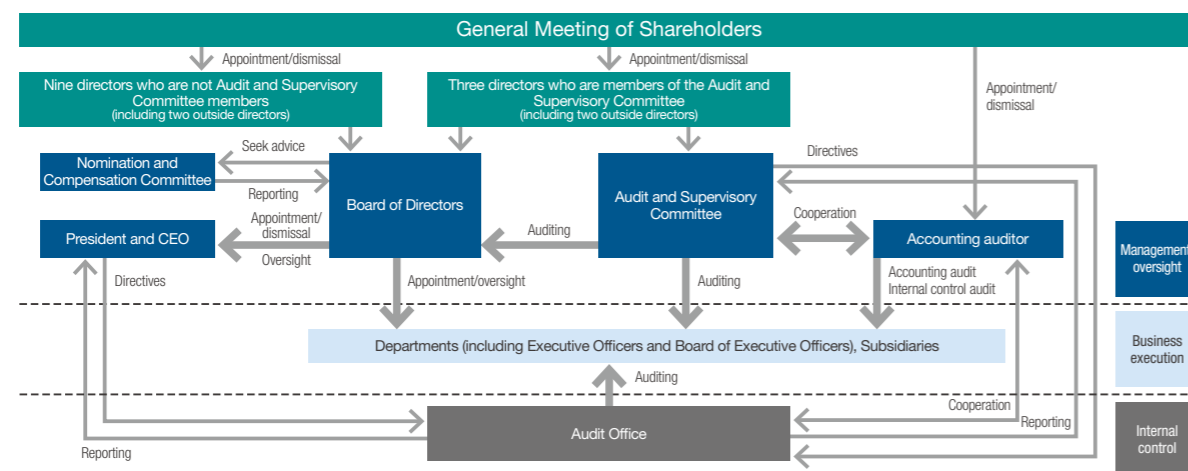 General Meeting of Shareholders
Appointment/dismissal
Appointment/dismissal
Appointment/
dismissal
Nine directors who are not Audit and Supervisory
Committee members
(including two outside directors)
Three directors who are members of the Audit and
Supervisory Committee
(including two outside directors)
Seek advice
Nomination and
Compensation Committee
Reporting
Board of Directors
Audit and Supervisory
Committee
Directives
Cooperation
Appointment/
dismissal
Oversight
President and CEO
Auditing
Accounting auditor
Management
oversight
Directives
Appointment/oversight
Auditing
Accounting audit
Internal control audit
Departments (including Executive Officers and Board of Executive Officers), Subsidiaries
Business
execution
Auditing
Cooperation
Reporting
Audit Office
Reporting
Internal
control